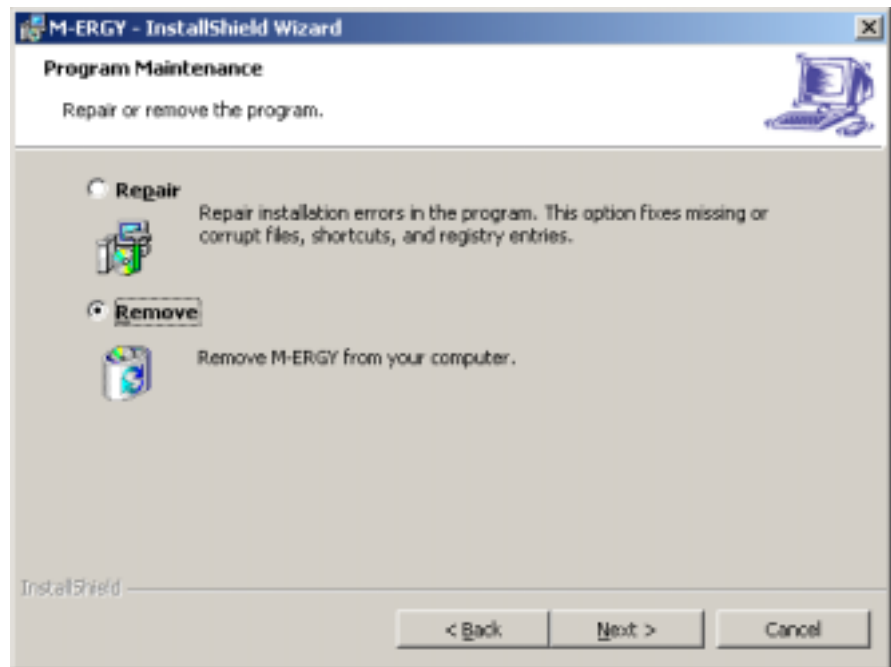 M-ERGY - InstallShield Wizard
Program Maintenance
Repair or remove the program.
Repair
Repair installation errors in the program. This option fixes missing or
corrupt files, shortcuts, and registry entries.
Remove
Remove M-ERGY from your computer.
InstallShield
< Back
Next >
Cancel